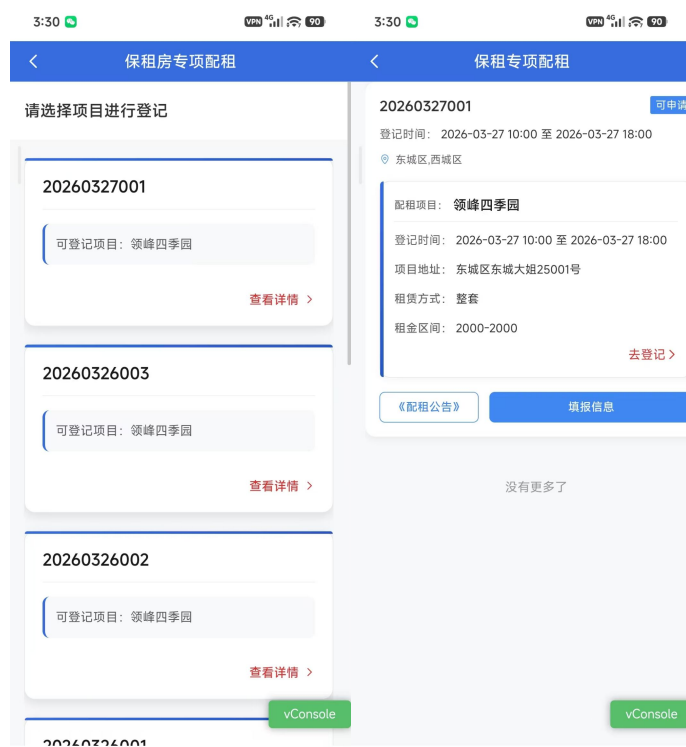 3:30
VPN 4G 90
保租房专项配租
请选择项目进行登记
20260327001
可登记项目：领峰四季园
查看详情
20260326003
可登记项目：领峰四季园
查看详情
20260326002
可登记项目：领峰四季园
查看详情
vConsole
20260326001
3:30
VPN 4G 90
保租专项配租
20260327001
可申请
登记时间： 2026-03-27 10:00 至 2026-03-27 18:00
东城区,西城区
配租项目： 领峰四季园
登记时间： 2026-03-27 10:00 至 2026-03-27 18:00
项目地址： 东城区东城大姐25001号
租赁方式： 整套
租金区间： 2000-2000
去登记
《配租公告》
填报信息
没有更多了
vConsole